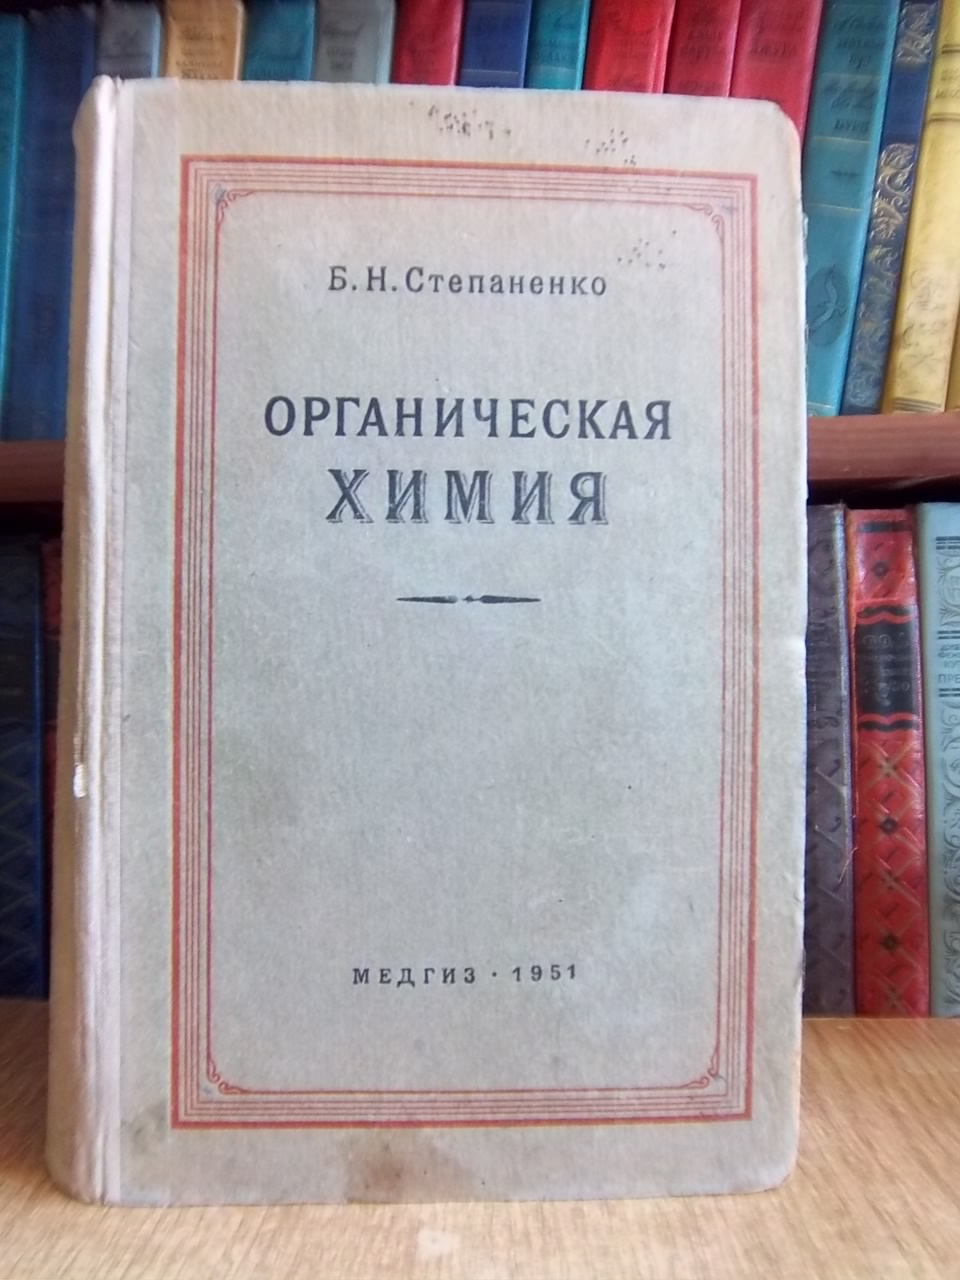 Б. Н. Степаненко
ОРГАНИЧЕСКАЯ
ХИМИЯ
МЕДГИЗ · 1951